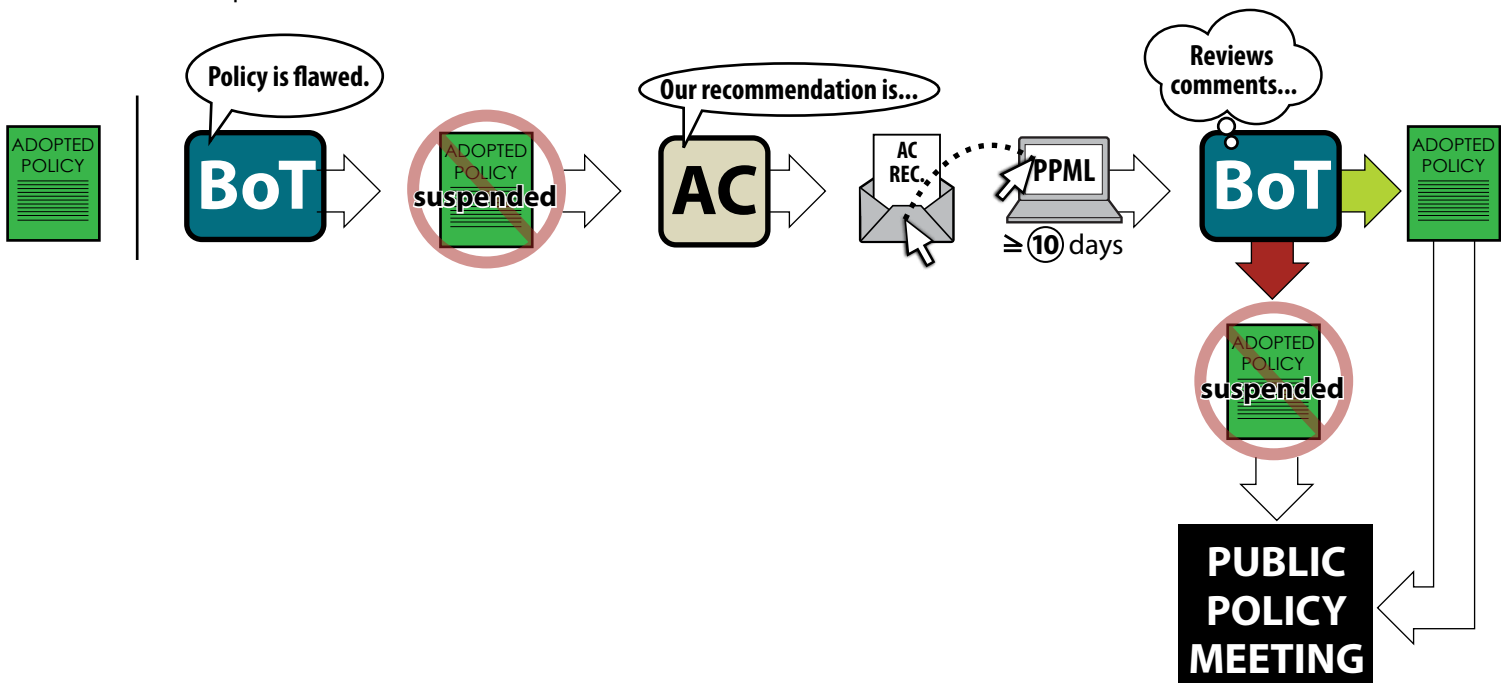 ADOPTED
POLICY
Policy is flawed.
BoT
ADOPTED
POLICY
suspended
Our recommendation is...
AC
AC
REC.
PPML
≥ 10 days
Reviews
comments...
BoT
ADOPTED
POLICY
ADOPTED
POLICY
suspended
PUBLIC
POLICY
MEETING